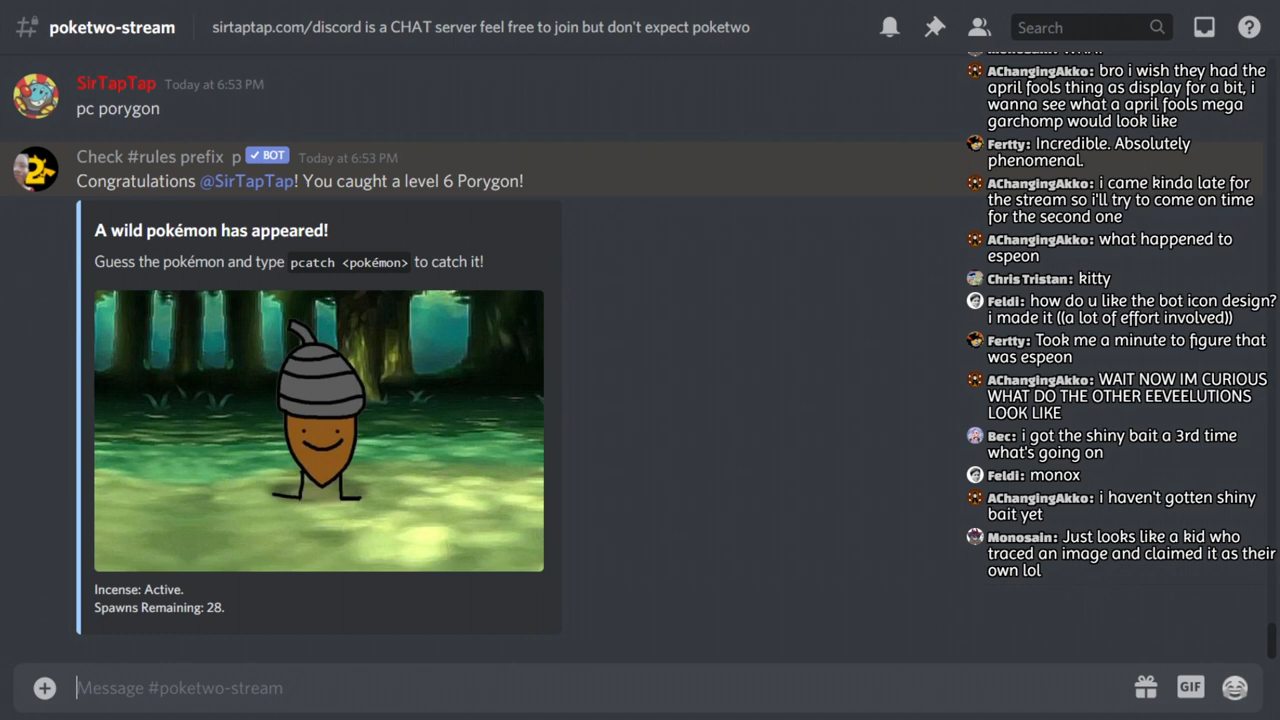 poketwo-stream
sirtaptap.com/discord is a CHAT server feel free to join but don't expect poketwo
Search
SirTapTap Today at 6:53 PM
pc porygon
Check #rules prefix p BOT Today at 6:53 PM
Congratulations @SirTapTap! You caught a level 6 Porygon!
A wild pokémon has appeared!
Guess the pokémon and type pcatch <pokémon> to catch it!
Incense: Active.
Spawns Remaining: 28.
Message #poketwo-stream
GIF
AChangingAkko: bro i wish they had the
april fools thing as display for a bit, i
wanna see what a april fools mega
garchomp would look like
Fertty: Incredible. Absolutely
phenomenal.
AChangingAkko: i came kinda late for
the stream so i'll try to come on time
for the second one
AChangingAkko: what happened to
espeon
Chris Tristan: kitty
Feldi: how do u like the bot icon design?
i made it ((a lot of effort involved))
Fertty: Took me a minute to figure that
was espeon
AChangingAkko: WAIT NOW IM CURIOUS
WHAT DO THE OTHER EEVEELUTIONS
LOOK LIKE
Bec: i got the shiny bait a 3rd time
what's going on
Feldi: monox
AChangingAkko: i haven't gotten shiny
bait yet
Monosain: Just looks like a kid who
traced an image and claimed it as their
own lol